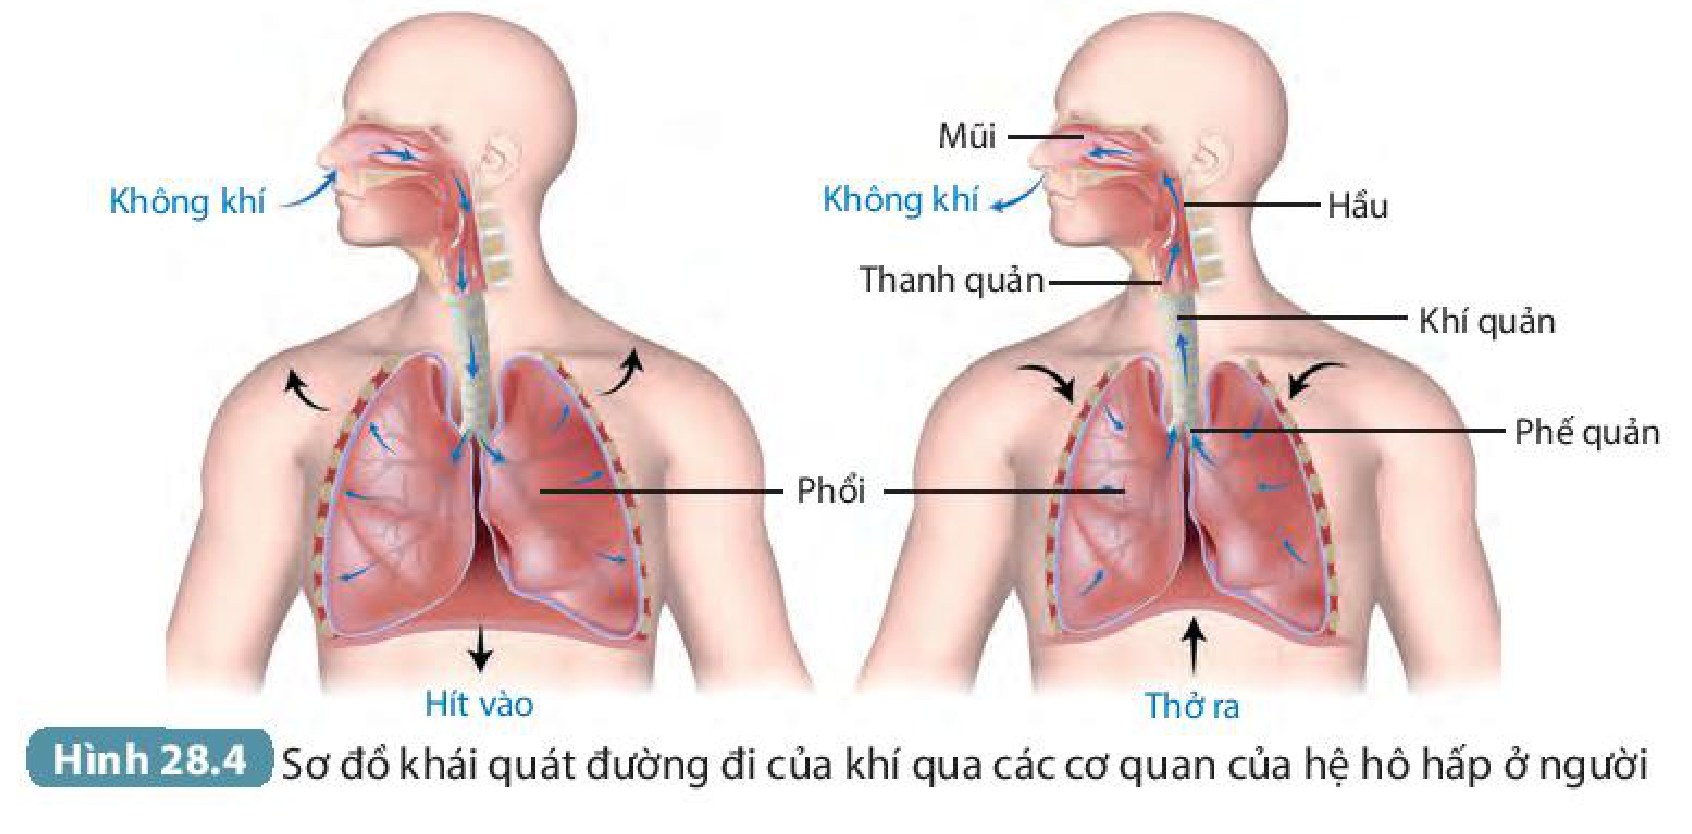 Mũi
Không khí
Không khí
Hầu
Thanh quản
Khí quản
Phế quản
Phổi
Hít vào
Thở ra
Hình 28.4 Sơ đồ khái quát đường đi của khí qua các cơ quan của hệ hô hấp ở người